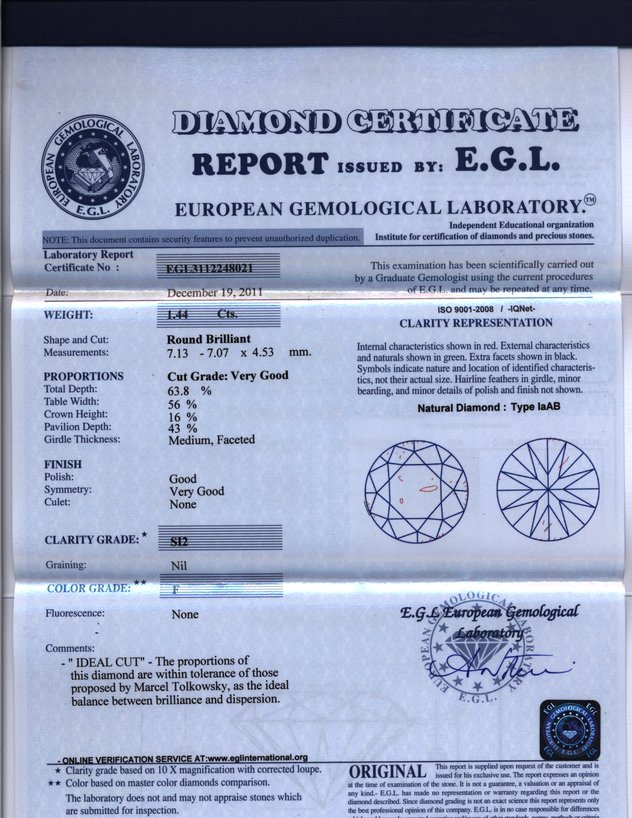 DIAMOND CERTIFICATE
REPORT ISSUED BY: E.G.L.
EUROPEAN GEMOLOGICAL LABORATORY.™
EUROPEAN GEMOLOGICAL LABORATORY
E.G.L.
Independent Educational organization
Institute for certification of diamonds and precious stones.
NOTE: This document contains security features to prevent unauthorized duplication.
Laboratory Report
Certificate No : EGL3112248021
Date: December 19, 2011
WEIGHT: 1.44 Cts.
Shape and Cut: Round Brilliant
Measurements: 7.13 - 7.07 x 4.53 mm.
PROPORTIONS Cut Grade: Very Good
Total Depth: 63.8 %
Table Width: 56 %
Crown Height: 16 %
Pavilion Depth: 43 %
Girdle Thickness: Medium, Faceted
FINISH
Polish: Good
Symmetry: Very Good
Culet: None
CLARITY GRADE: * SI2
Graining: Nil
COLOR GRADE: ** F
Fluorescence: None
Comments:
- " IDEAL CUT" - The proportions of
this diamond are within tolerance of those
proposed by Marcel Tolkowsky, as the ideal
balance between brilliance and dispersion.
- ONLINE VERIFICATION SERVICE AT:www.eglinternational.org
★ Clarity grade based on 10 X magnification with corrected loupe.
★★ Color based on master color diamonds comparison.
The laboratory does not and may not appraise stones which
are submitted for inspection.
This examination has been scientifically carried out
by a Graduate Gemologist using the current procedures
of E.G.L. and may be repeated at any time.
ISO 9001-2008 / -IQNet-
CLARITY REPRESENTATION
Internal characteristics shown in red. External characteristics
and naturals shown in green. Extra facets shown in black.
Symbols indicate nature and location of identified characteris-
tics, not their actual size. Hairline feathers in girdle, minor
bearding, and minor details of polish and finish not shown.
Natural Diamond : Type IaAB
E.G.L European Gemological
Laboratory
EUROPEAN GEMOLOGICAL LABORATORY
E.G.L.
EGL
EGL
E.G.L.
EGL
EGL
ORIGINAL This report is supplied upon request of the customer and is
issued for his exclusive use. The report expresses an opinion
at the time of examination of the stone. It is not a guarantee, a valuation or an appraisal of
any kind.- E.G.L. has made no representation or warranty regarding this report or the
diamond described. Since diamond grading is not an exact science this report represents only
the best professional opinion of this company. E.G.L. is in no case responsible for differences